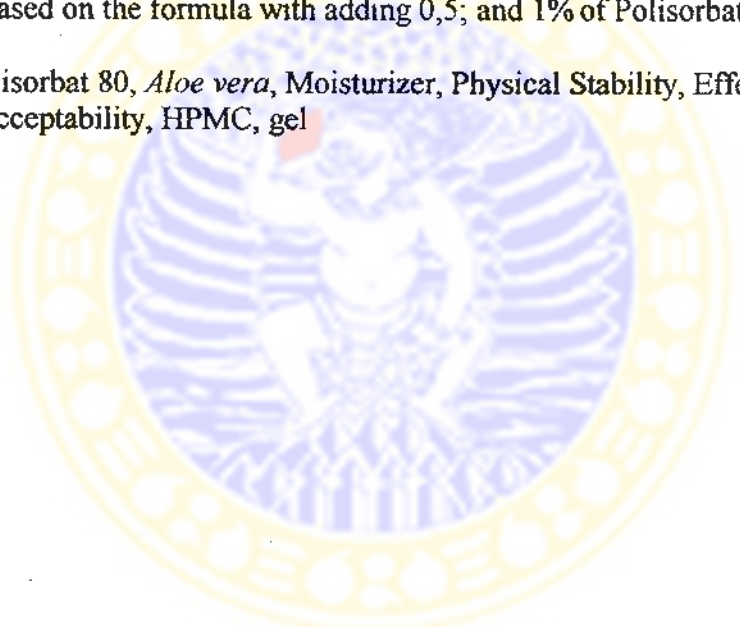 ased on the formula with adding 0,5; and 1% of Polisorbat
isorbat 80, Aloe vera, Moisturizer, Physical Stability, Effe
cceptability, HPMC, gel